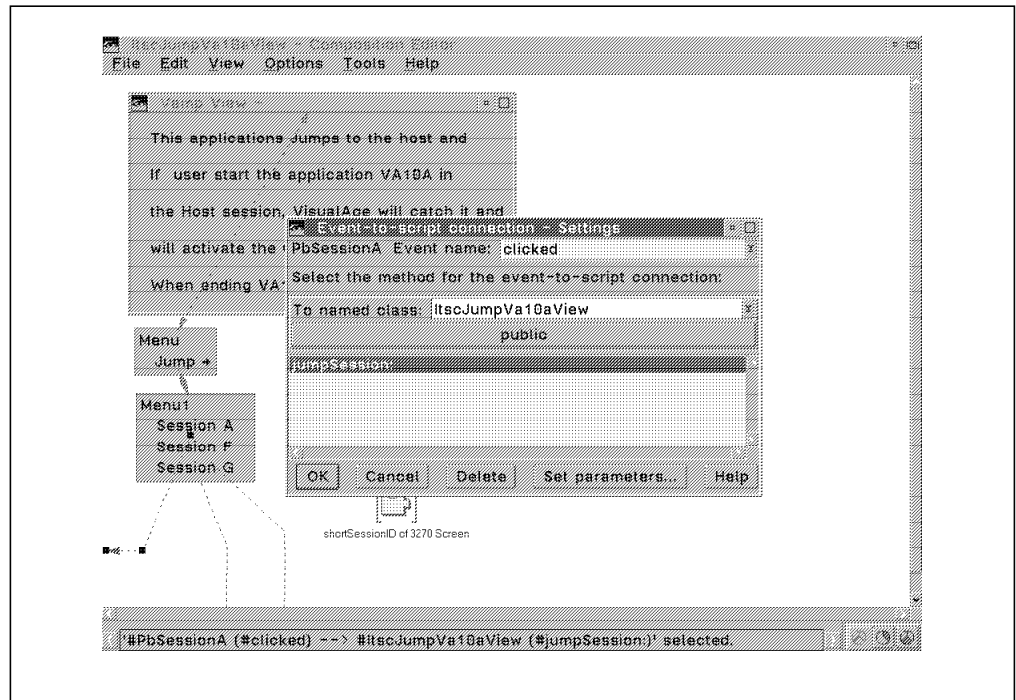 ItscJumpVa10aView - Composition Editor
File Edit View Options Tools Help
Vamp View -
This applications Jumps to the host and
If user start the application VA10A in
the Host session, VisualAge will catch it and
will activate the
When ending VA1
Menu
Jump →
Menu1
Session A
Session F
Session G
Event-to-script connection - Settings
PbSessionA Event name: clicked
Select the method for the event-to-script connection:
To named class: ItscJumpVa10aView
public
jumpSession:
OK Cancel Delete Set parameters... Help
shortSessionID of 3270 Screen
'#PbSessionA (#clicked) --> #ItscJumpVa10aView (#jumpSession:)' selected.